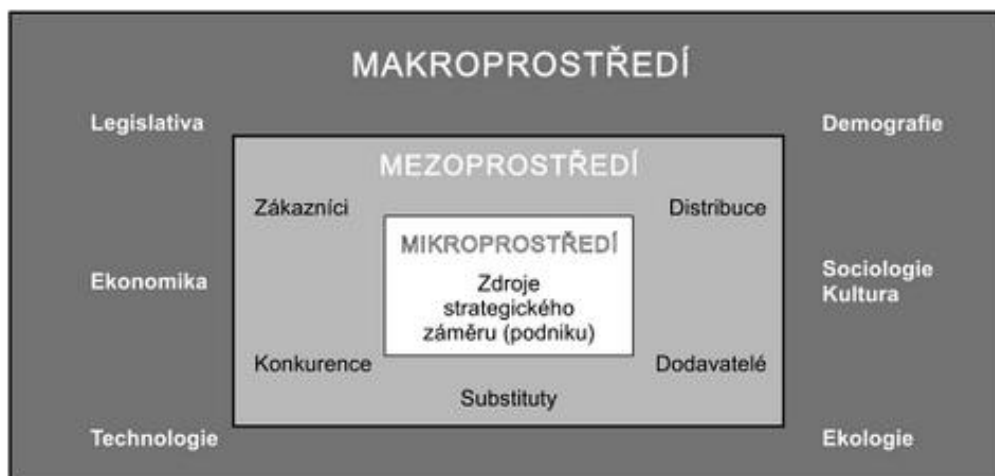 MAKROPROSTŘEDÍ
Legislativa
Demografie
MEZOPROSTŘEDÍ
Zákazníci
Distribuce
MIKROPROSTŘEDÍ
Zdroje
strategického
záměru (podniku)
Ekonomika
Sociologie
Kultura
Konkurence
Dodavatelé
Substituty
Technologie
Ekologie